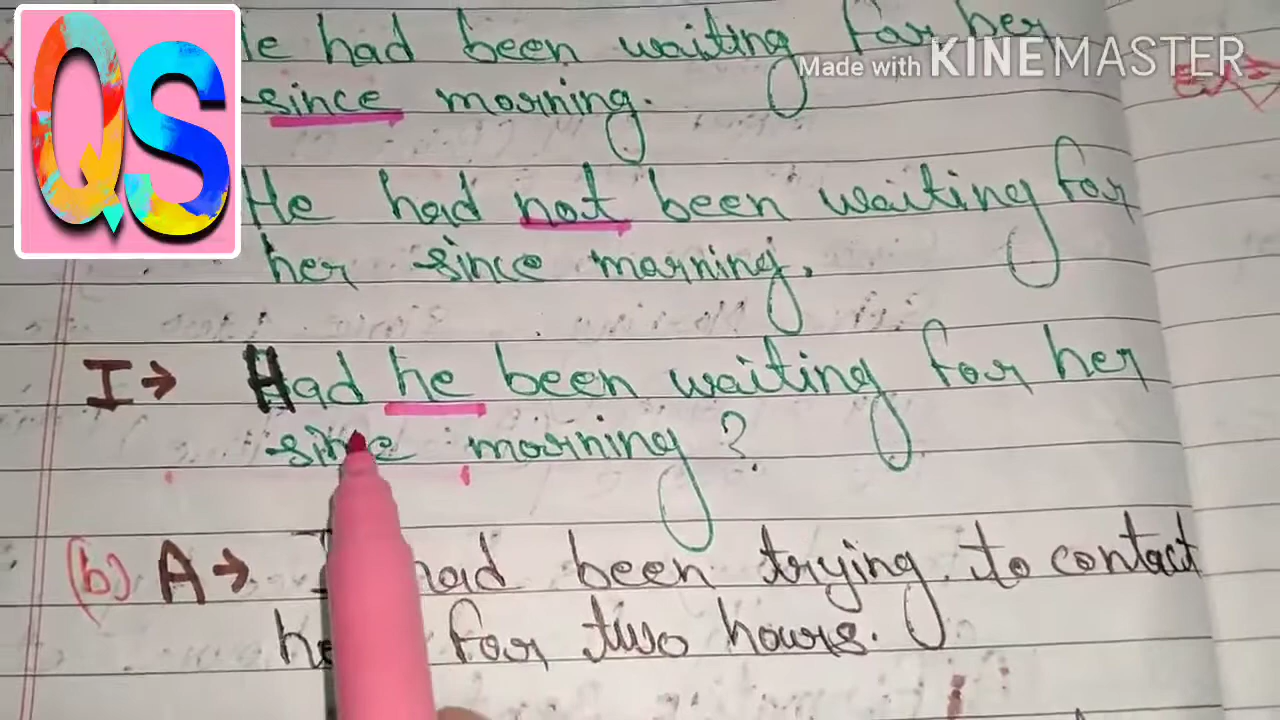 QS
Made with KINEMASTER
He had been waiting for her
since morning.
He had not been waiting for
her since morning.
I → Had he been waiting for her
since morning ?
(b) A → I had been trying to contact
for two hours.